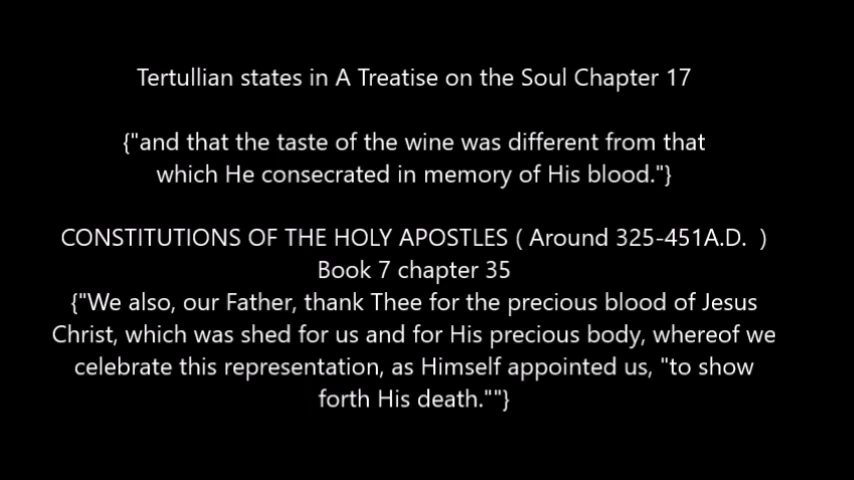 Tertullian states in A Treatise on the Soul Chapter 17
{"and that the taste of the wine was different from that
which He consecrated in memory of His blood."}
CONSTITUTIONS OF THE HOLY APOSTLES ( Around 325-451A.D.  )
Book 7 chapter 35
{"We also, our Father, thank Thee for the precious blood of Jesus
Christ, which was shed for us and for His precious body, whereof we
celebrate this representation, as Himself appointed us, "to show
forth His death.""}